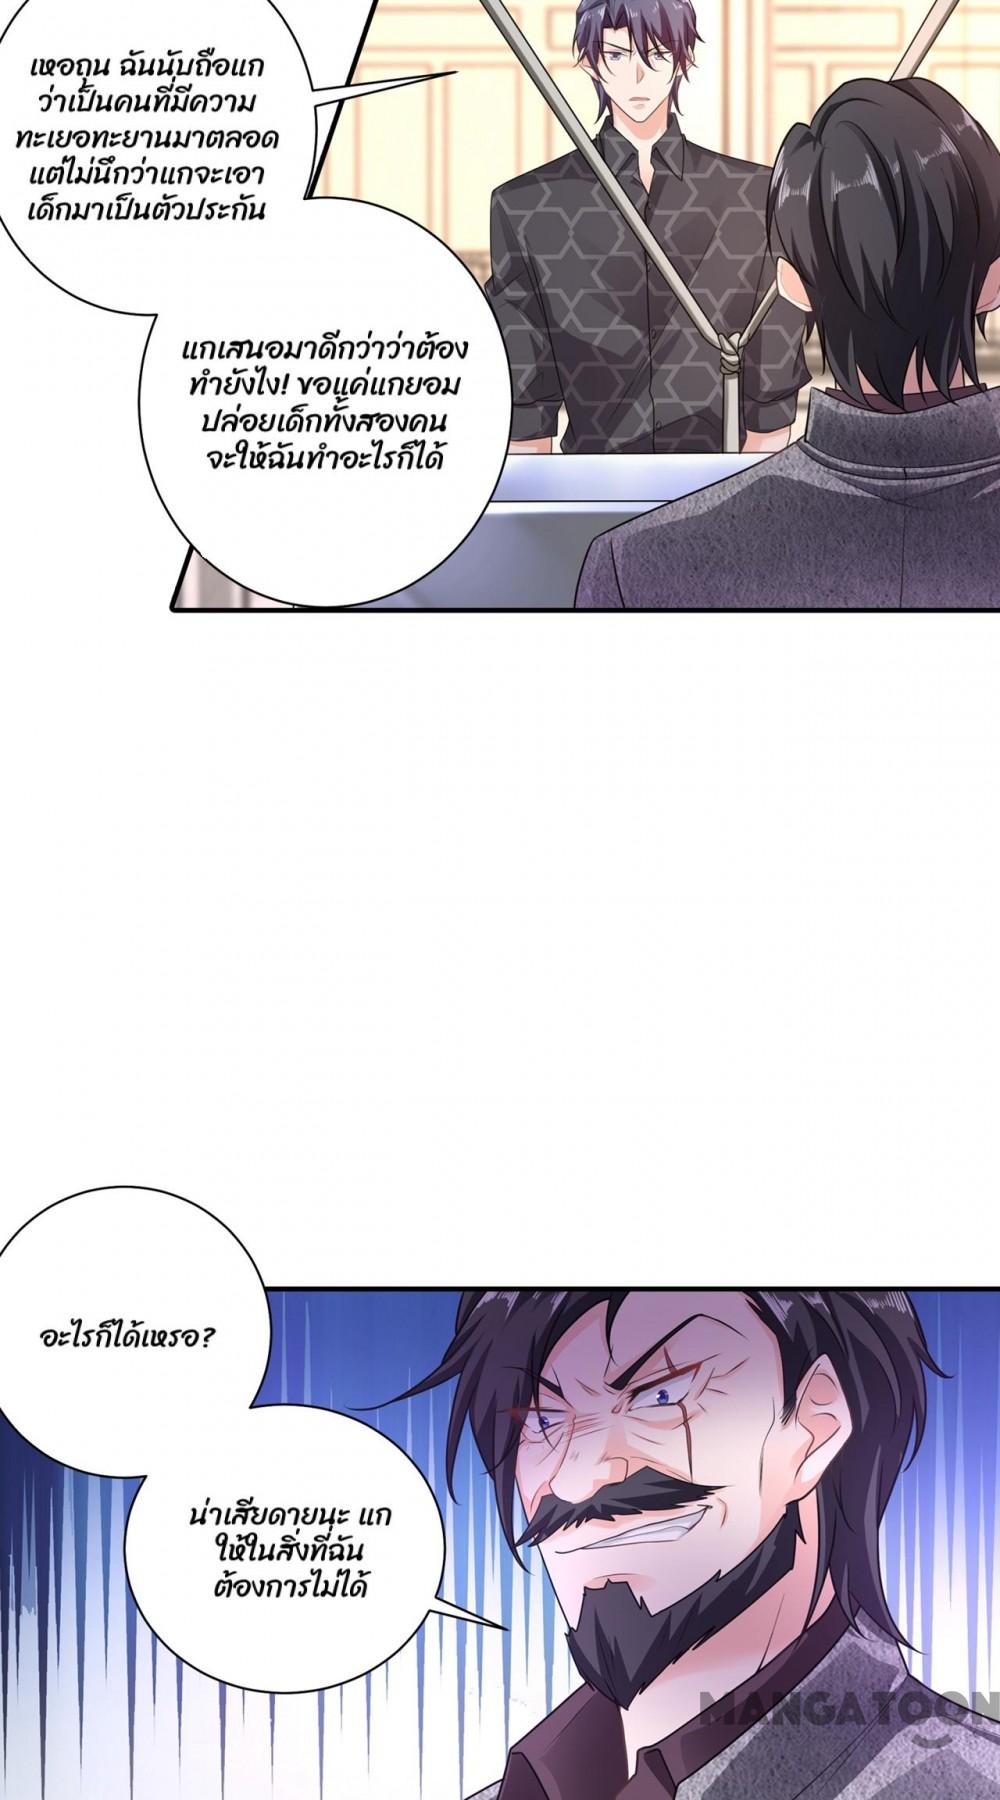 เหอถุน ฉันนับถือแก
ว่าเป็นคนที่มีความ
ทะเยอทะยานมาตลอด
แต่ไม่นึกว่าแกจะเอา
เด็กมาเป็นตัวประกัน
แกเสนอมาดีกว่าว่าต้อง
ทำยังไง! ขอแค่แกยอม
ปล่อยเด็กทั้งสองคน
จะให้ฉันทำอะไรก็ได้
อะไรก็ได้เหรอ?
น่าเสียดายนะ แก
ให้ในสิ่งที่ฉัน
ต้องการไม่ได้
MANGATOON